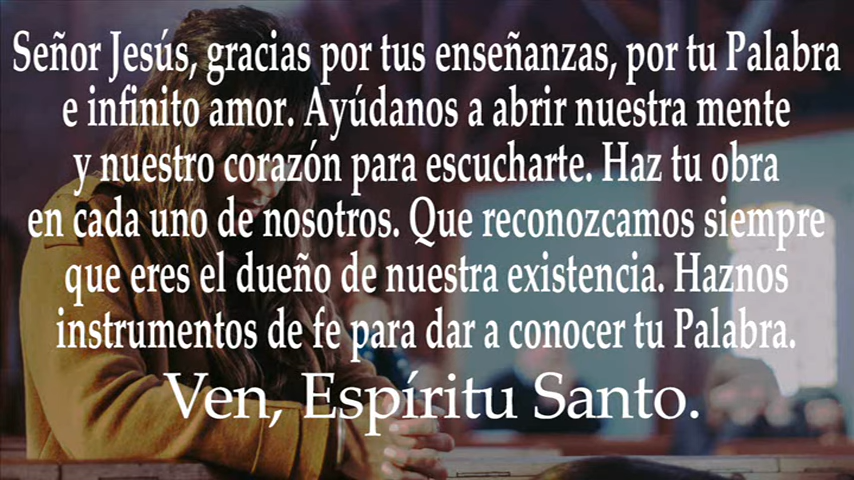 Señor Jesús, gracias por tus enseñanzas, por tu Palabra
e infinito amor. Ayúdanos a abrir nuestra mente
y nuestro corazón para escucharte. Haz tu obra
en cada uno de nosotros. Que reconozcamos siempre
que eres el dueño de nuestra existencia. Haznos
instrumentos de fe para dar a conocer tu Palabra.
Ven, Espíritu Santo.